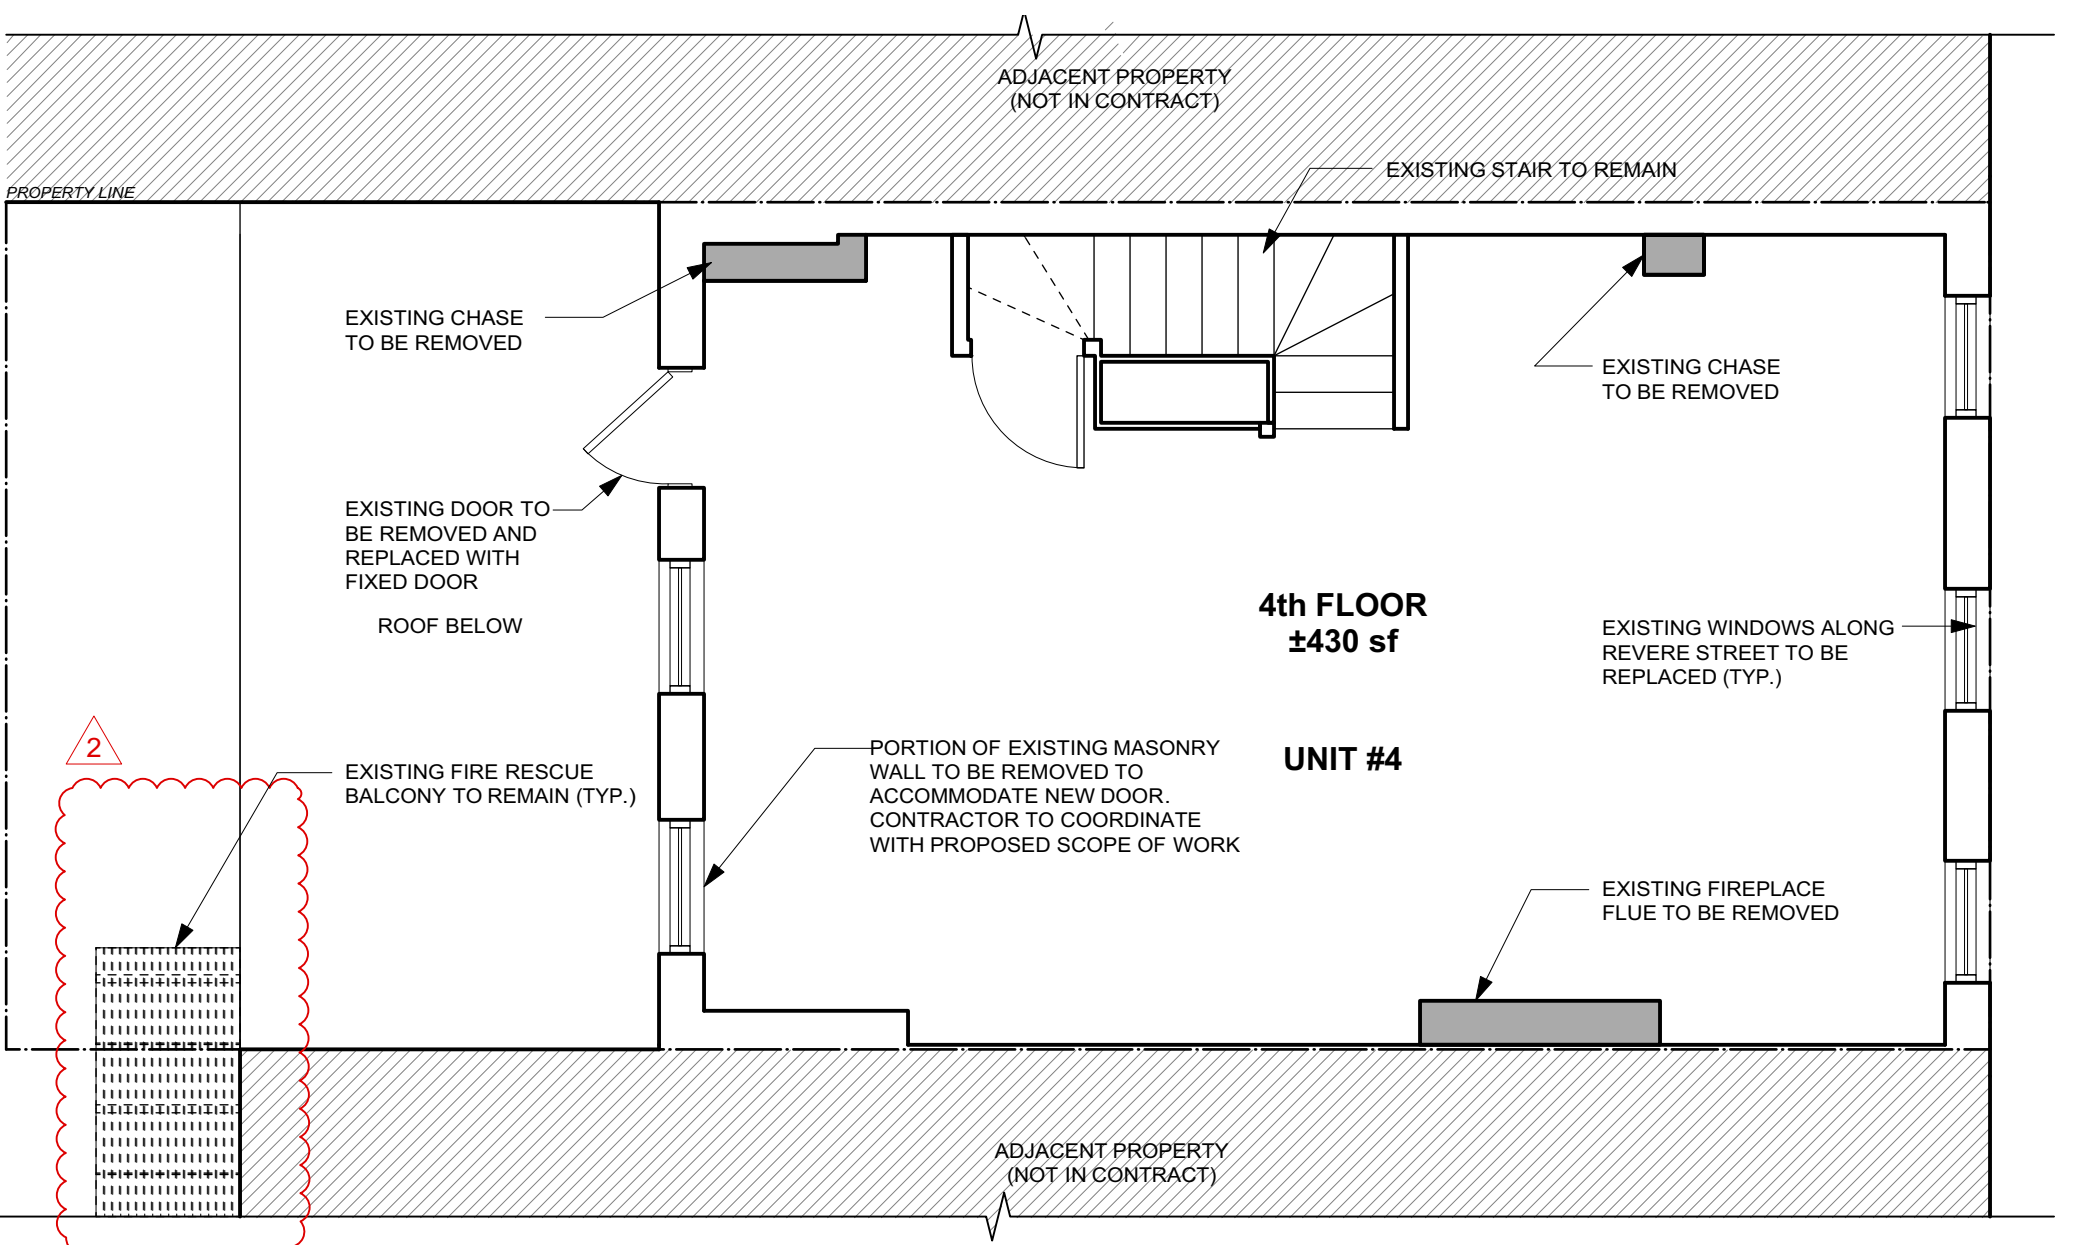 ADJACENT PROPERTY
(NOT IN CONTRACT)
EXISTING STAIR TO REMAIN
PROPERTY LINE
EXISTING CHASE
TO BE REMOVED
EXISTING CHASE
TO BE REMOVED
EXISTING DOOR TO
BE REMOVED AND
REPLACED WITH
FIXED DOOR
ROOF BELOW
4th FLOOR
±430 sf
EXISTING WINDOWS ALONG
REVERE STREET TO BE
REPLACED (TYP.)
2
EXISTING FIRE RESCUE
BALCONY TO REMAIN (TYP.)
PORTION OF EXISTING MASONRY
WALL TO BE REMOVED TO
ACCOMMODATE NEW DOOR.
CONTRACTOR TO COORDINATE
WITH PROPOSED SCOPE OF WORK
UNIT #4
EXISTING FIREPLACE
FLUE TO BE REMOVED
ADJACENT PROPERTY
(NOT IN CONTRACT)